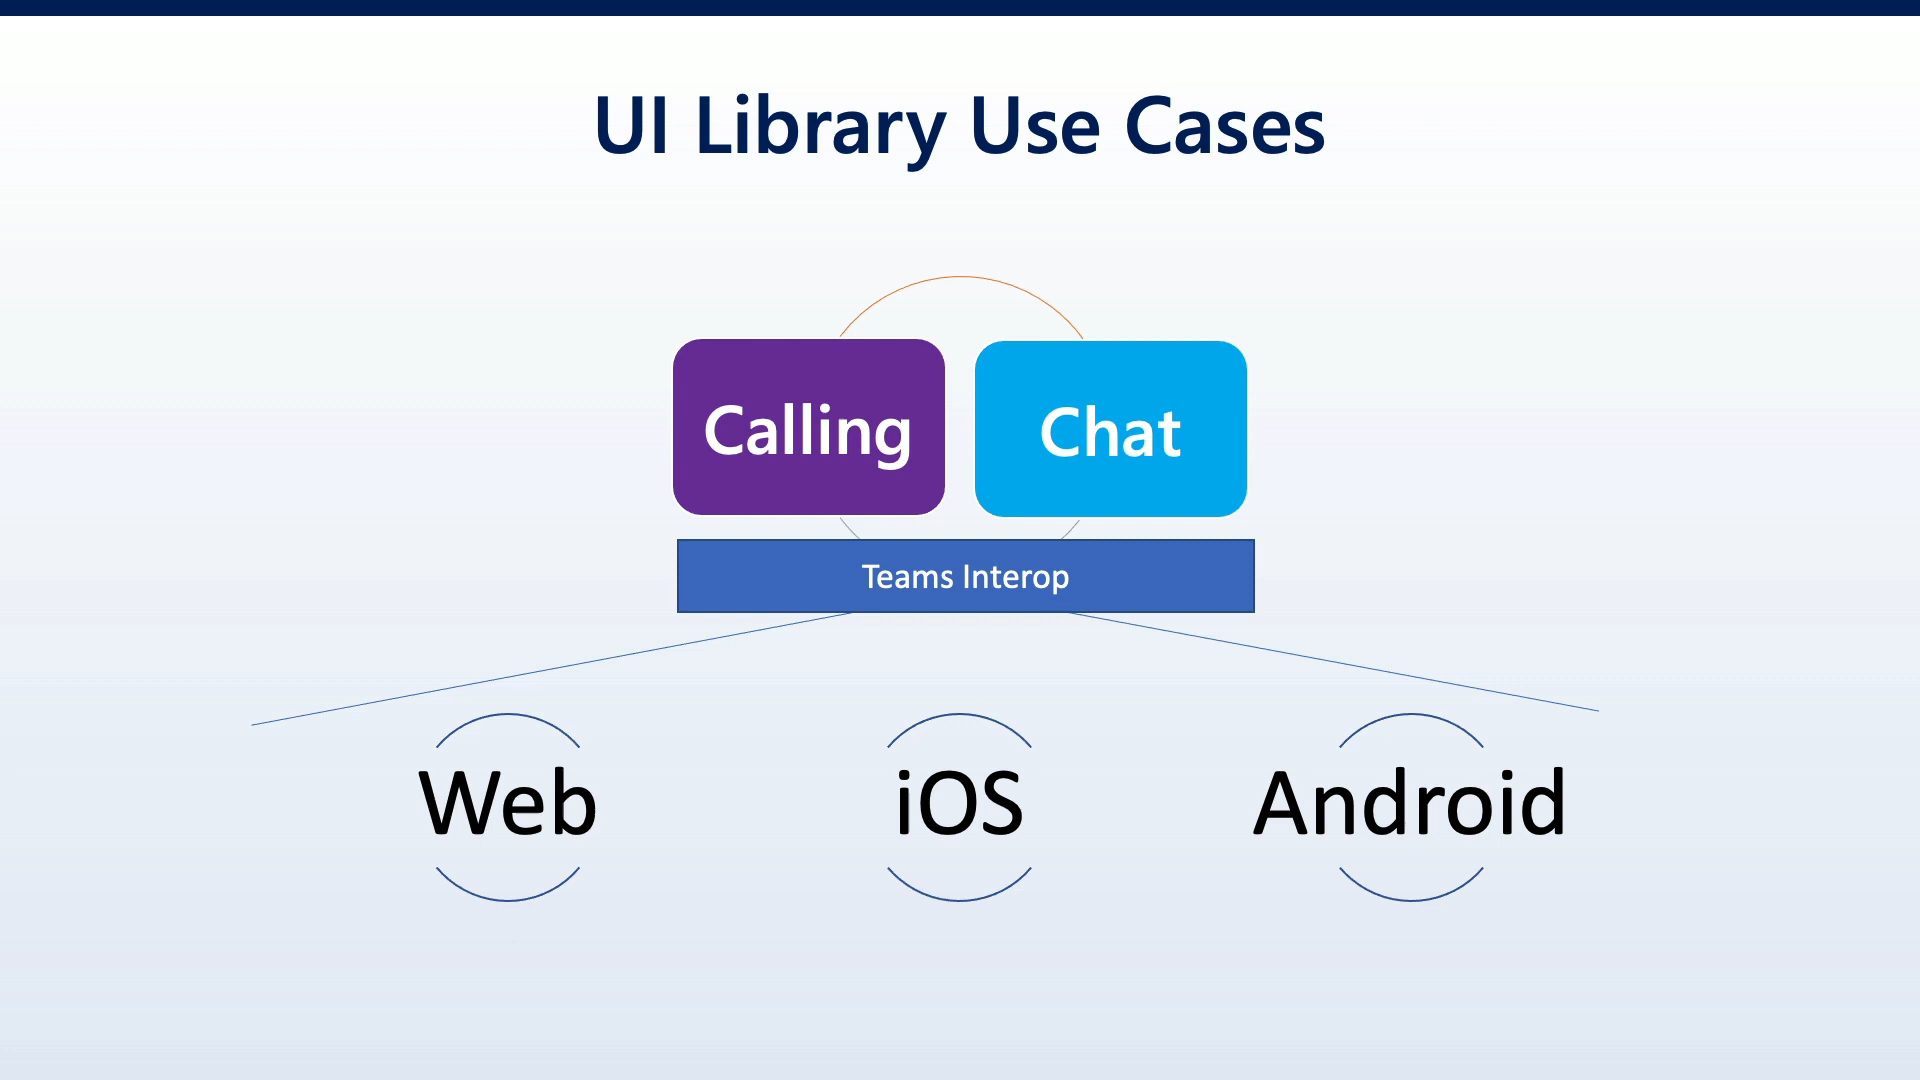 UI Library Use Cases
Calling
Chat
Teams Interop
Web
iOS
Android